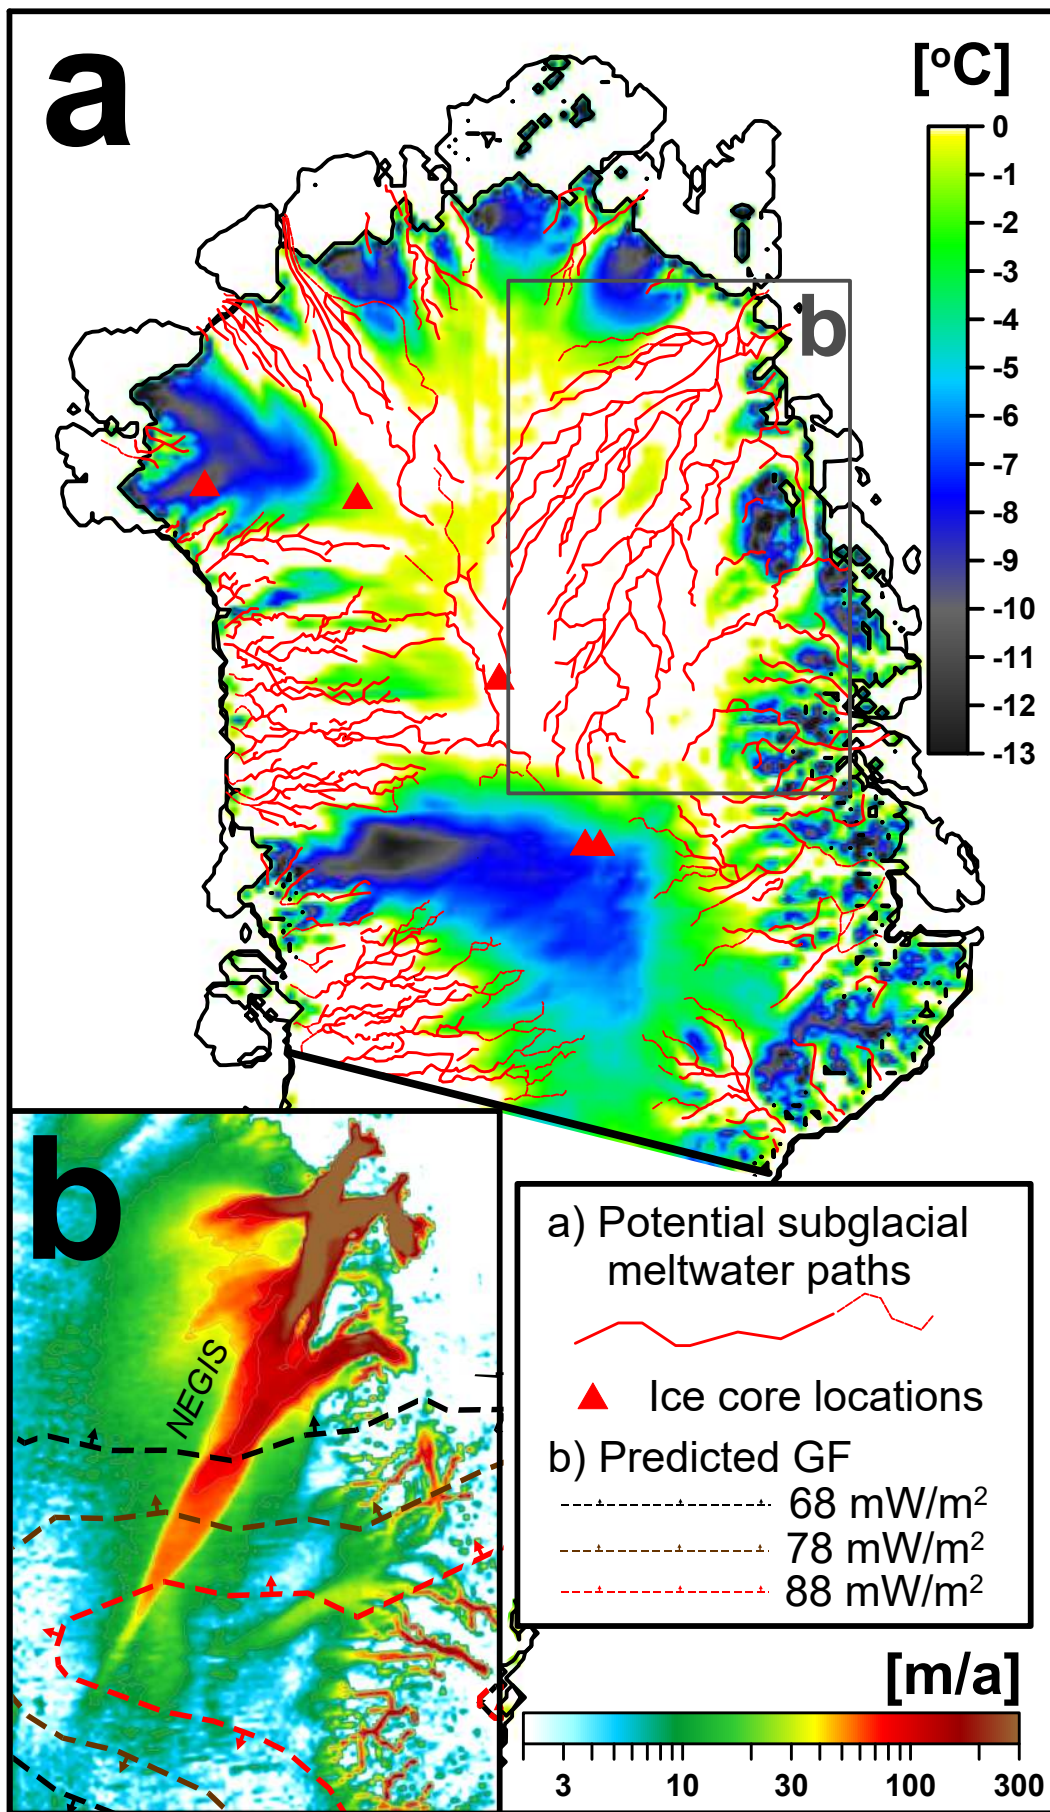 a
[°C]
0
-1
-2
-3
-4
-5
-6
-7
-8
-9
-10
-11
-12
-13
b
b
NEGIS
a) Potential subglacial
meltwater paths
Ice core locations
b) Predicted GF
68 mW/m²
78 mW/m²
88 mW/m²
[m/a]
3 10 30 100 300